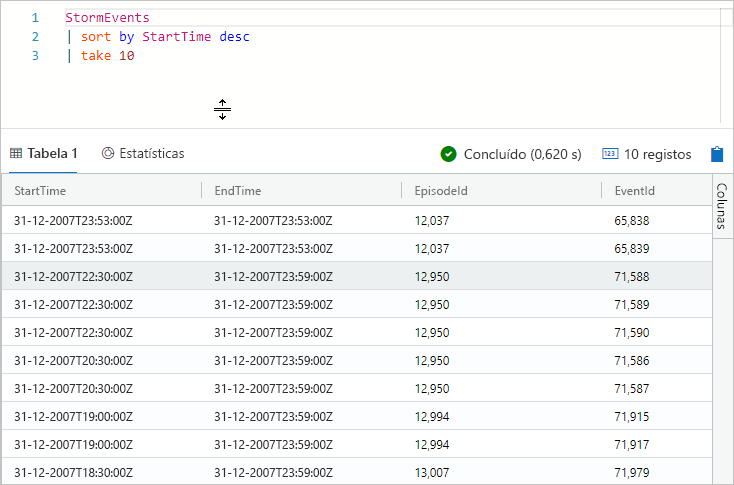 1 StormEvents
2 | sort by StartTime desc
3 | take 10
Tabela 1 Estatísticas Concluído (0,620 s) 123 10 registos
StartTime EndTime EpisodeId EventId
31-12-2007T23:53:00Z 31-12-2007T23:53:00Z 12,037 65,838
31-12-2007T23:53:00Z 31-12-2007T23:53:00Z 12,037 65,839
31-12-2007T22:30:00Z 31-12-2007T23:59:00Z 12,950 71,588
31-12-2007T22:30:00Z 31-12-2007T23:59:00Z 12,950 71,589
31-12-2007T22:30:00Z 31-12-2007T23:59:00Z 12,950 71,590
31-12-2007T20:30:00Z 31-12-2007T23:59:00Z 12,950 71,586
31-12-2007T20:30:00Z 31-12-2007T23:59:00Z 12,950 71,587
31-12-2007T19:00:00Z 31-12-2007T23:59:00Z 12,994 71,915
31-12-2007T19:00:00Z 31-12-2007T23:59:00Z 12,994 71,917
31-12-2007T18:30:00Z 31-12-2007T23:59:00Z 13,007 71,979
Colunas